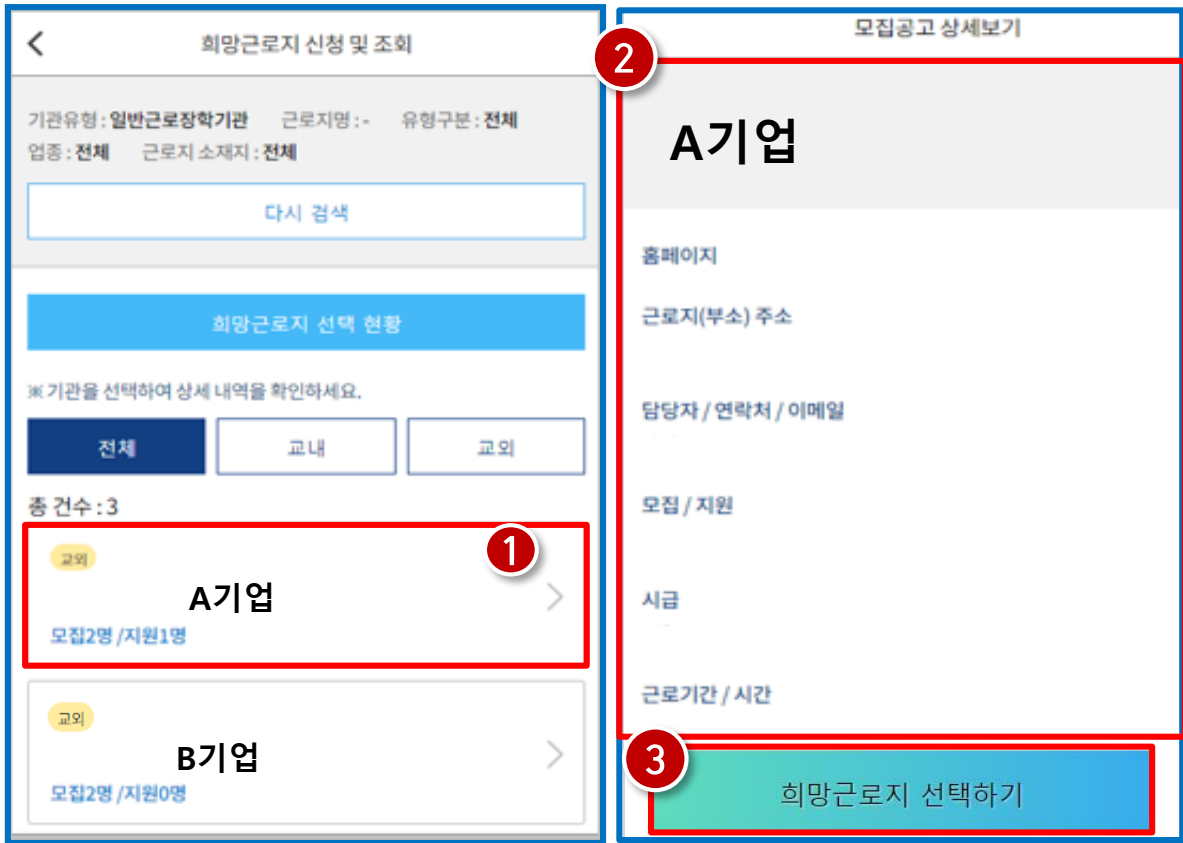 희망근로지 신청 및 조회
기관유형 : 일반근로장학기관 근로지명 : - 유형구분 : 전체
업종 : 전체 근로지 소재지 : 전체
다시 검색
희망근로지 선택 현황
※ 기관을 선택하여 상세 내역을 확인하세요.
전체 교내 교외
총 건수 : 3
1
교외
A기업
모집2명 /지원1명
교외
B기업
모집2명 /지원0명
모집공고 상세보기
2
A기업
홈페이지
근로지(부소) 주소
담당자 / 연락처 / 이메일
모집 / 지원
시급
근로기간 / 시간
3
희망근로지 선택하기